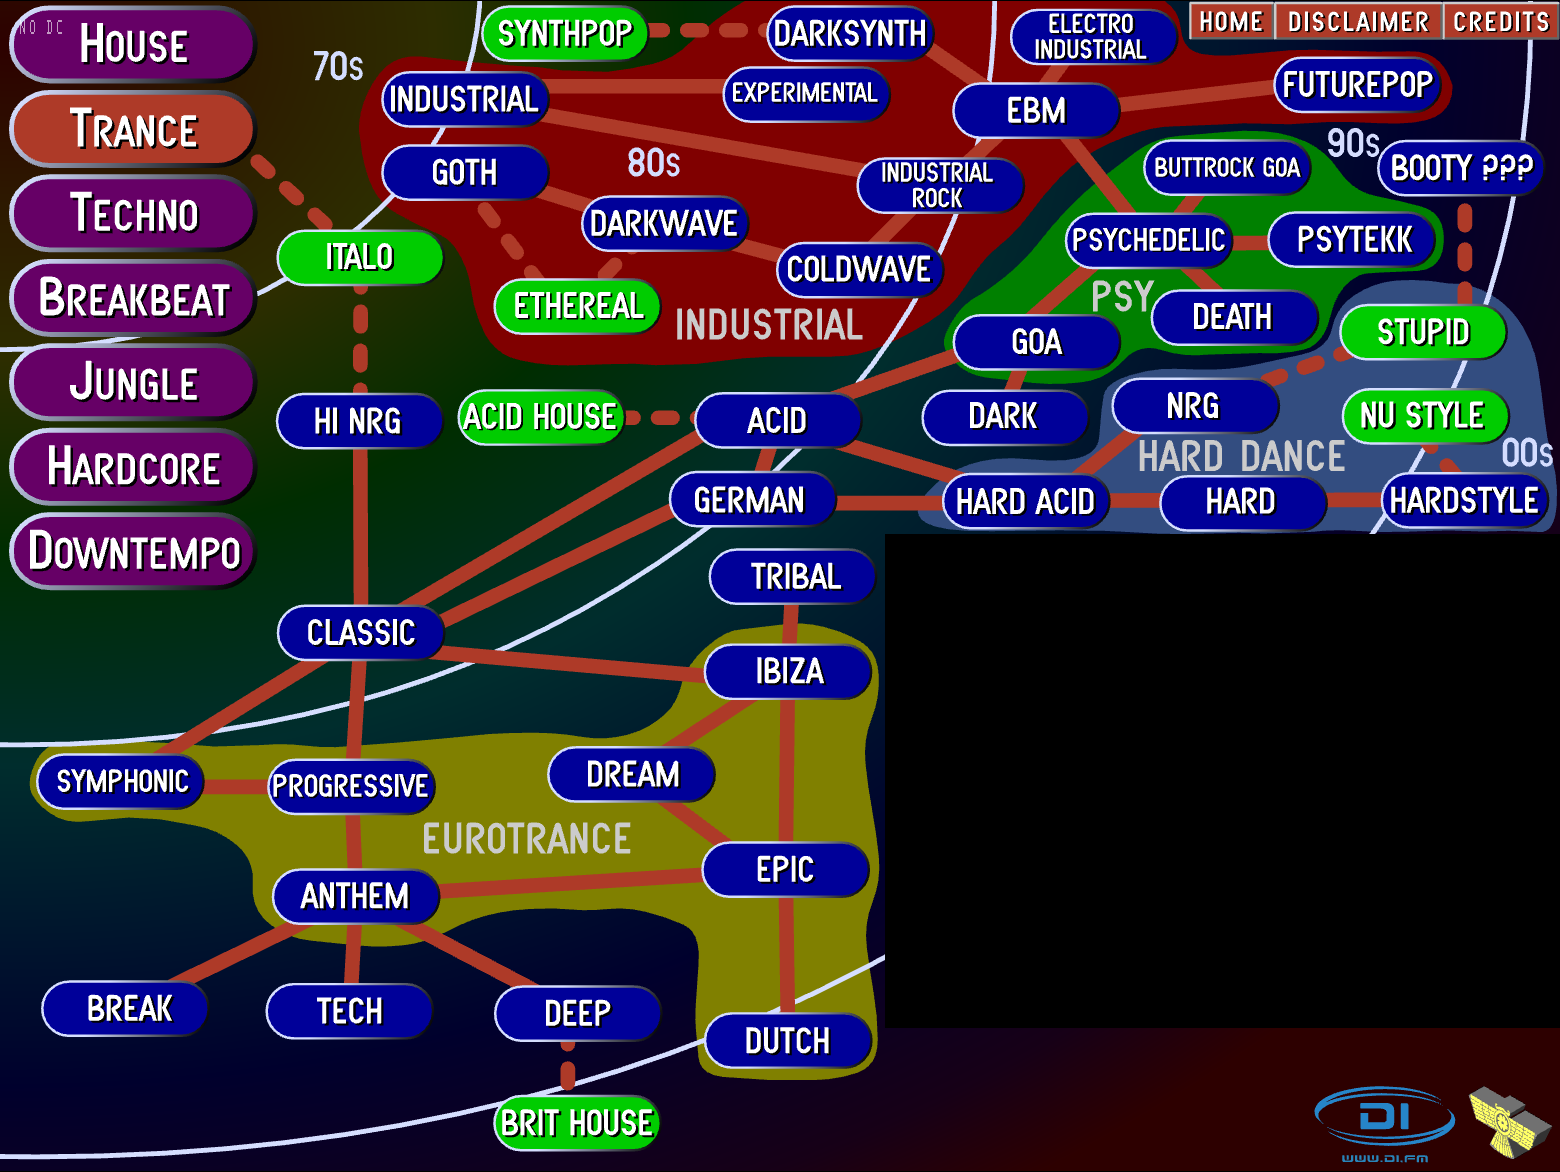 NO DC
HOUSE
TRANCE
TECHNO
BREAKBEAT
JUNGLE
HARDCORE
DOWNTEMPO
HOME
DISCLAIMER
CREDITS
70s
SYNTHPOP
DARKSYNTH
ELECTRO
INDUSTRIAL
INDUSTRIAL
EXPERIMENTAL
EBM
FUTUREPOP
GOTH
80s
INDUSTRIAL
ROCK
BUTTROCK GOA
90s
BOOTY ???
DARKWAVE
PSYCHEDELIC
PSYTEKK
ITALO
COLDWAVE
ETHEREAL
INDUSTRIAL
PSY
DEATH
STUPID
GOA
HI NRG
ACID HOUSE
ACID
DARK
NRG
NU STYLE
HARD DANCE
00s
GERMAN
HARD ACID
HARD
HARDSTYLE
TRIBAL
CLASSIC
IBIZA
SYMPHONIC
PROGRESSIVE
DREAM
EUROTRANCE
EPIC
ANTHEM
BREAK
TECH
DEEP
DUTCH
BRIT HOUSE
DI
WWW.DI.FM